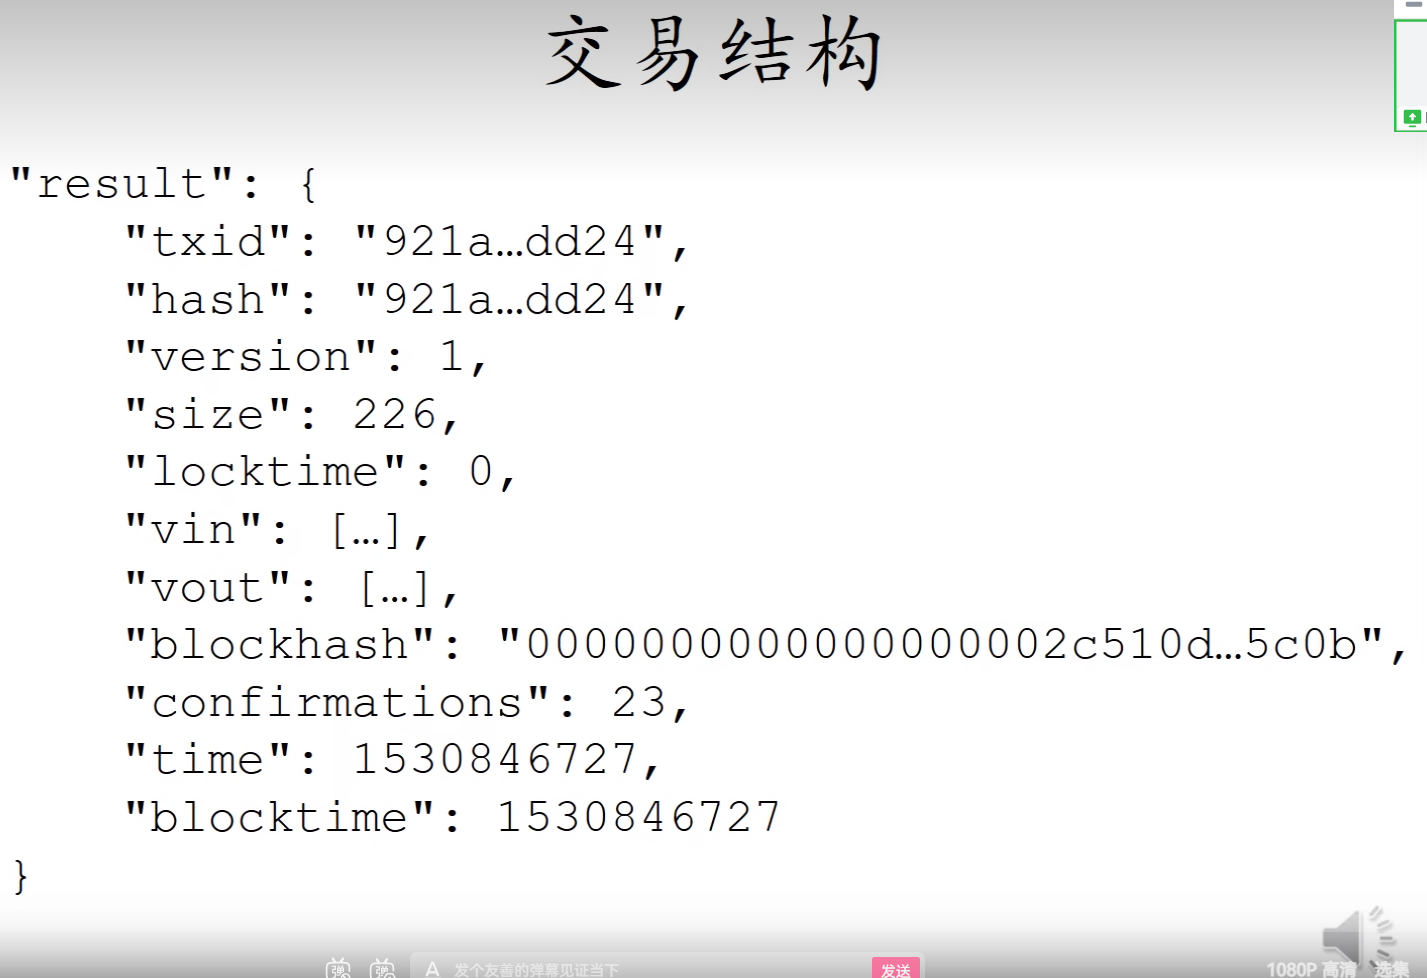 交易结构
"result": {
"txid": "921a…dd24",
"hash": "921a…dd24",
"version": 1,
"size": 226,
"locktime": 0,
"vin": […],
"vout": […],
"blockhash": "0000000000000000002c510d…5c0b",
"confirmations": 23,
"time": 1530846727,
"blocktime": 1530846727
}
弹 弹 A 发个友善的弹幕见证当下 发送 1080P 高清 选集